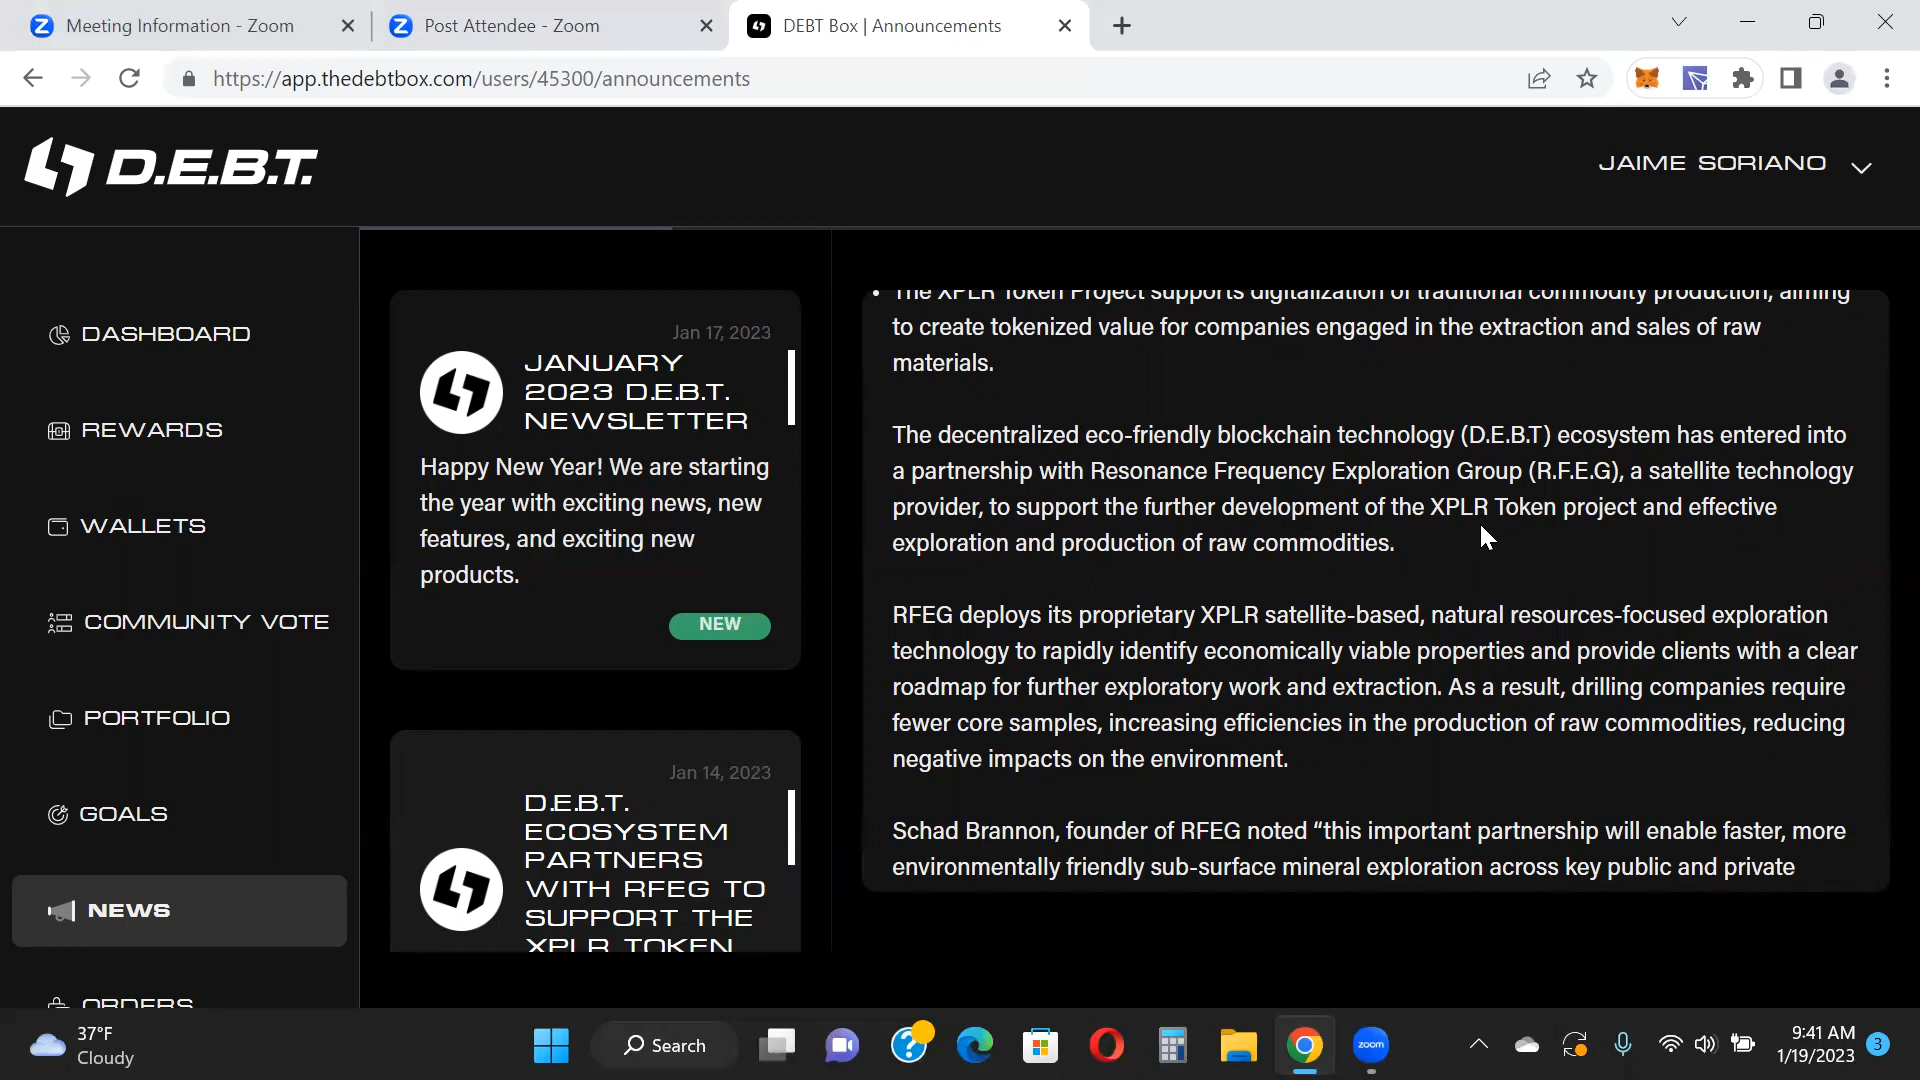 Meeting Information - Zoom
Post Attendee - Zoom
DEBT Box | Announcements
https://app.thedebtbox.com/users/45300/announcements
D.E.B.T.
JAIME SORIANO
DASHBOARD
REWARDS
WALLETS
COMMUNITY VOTE
PORTFOLIO
GOALS
NEWS
ORDERS
Jan 17, 2023
JANUARY
2023 D.E.B.T.
NEWSLETTER
Happy New Year! We are starting
the year with exciting news, new
features, and exciting new
products.
NEW
Jan 14, 2023
D.E.B.T.
ECOSYSTEM
PARTNERS
WITH RFEG TO
SUPPORT THE
XPLR TOKEN
• The XPLR Token Project supports digitalization of traditional commodity production, aiming
to create tokenized value for companies engaged in the extraction and sales of raw
materials.
The decentralized eco-friendly blockchain technology (D.E.B.T) ecosystem has entered into
a partnership with Resonance Frequency Exploration Group (R.F.E.G), a satellite technology
provider, to support the further development of the XPLR Token project and effective
exploration and production of raw commodities.
RFEG deploys its proprietary XPLR satellite-based, natural resources-focused exploration
technology to rapidly identify economically viable properties and provide clients with a clear
roadmap for further exploratory work and extraction. As a result, drilling companies require
fewer core samples, increasing efficiencies in the production of raw commodities, reducing
negative impacts on the environment.
Schad Brannon, founder of RFEG noted “this important partnership will enable faster, more
environmentally friendly sub-surface mineral exploration across key public and private
37°F
Cloudy
Search
zoom
9:41 AM
1/19/2023
3